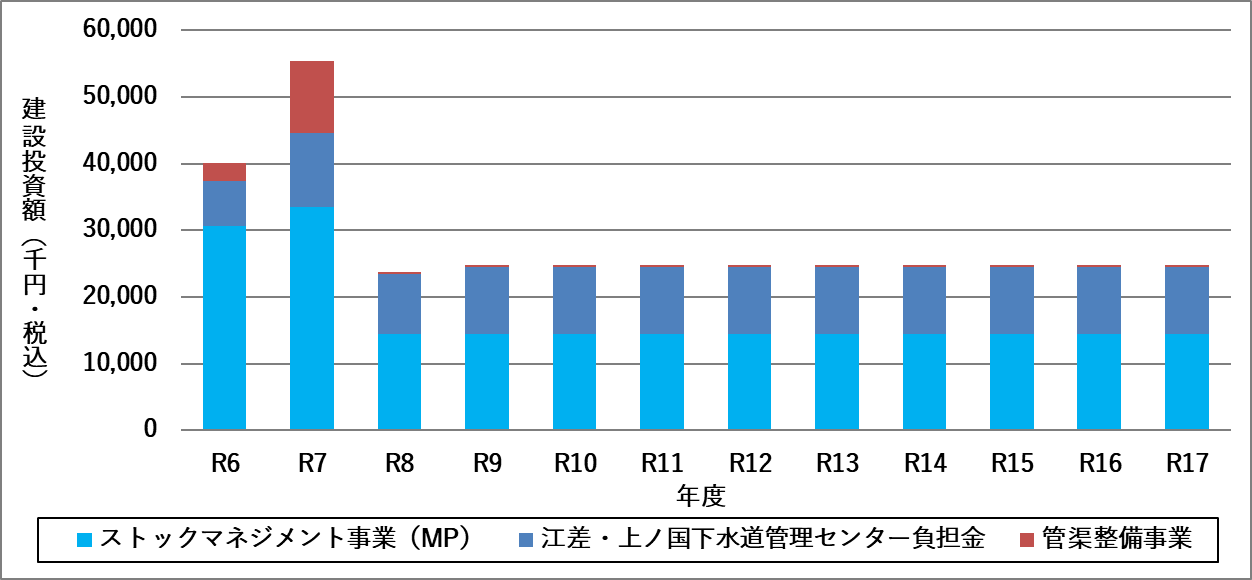 建設投資額（千円・税込）
60,000
50,000
40,000
30,000
20,000
10,000
0
R6 R7 R8 R9 R10 R11 R12 R13 R14 R15 R16 R17
年度
ストックマネジメント事業（MP） 江差・上ノ国下水道管理センター負担金 管渠整備事業